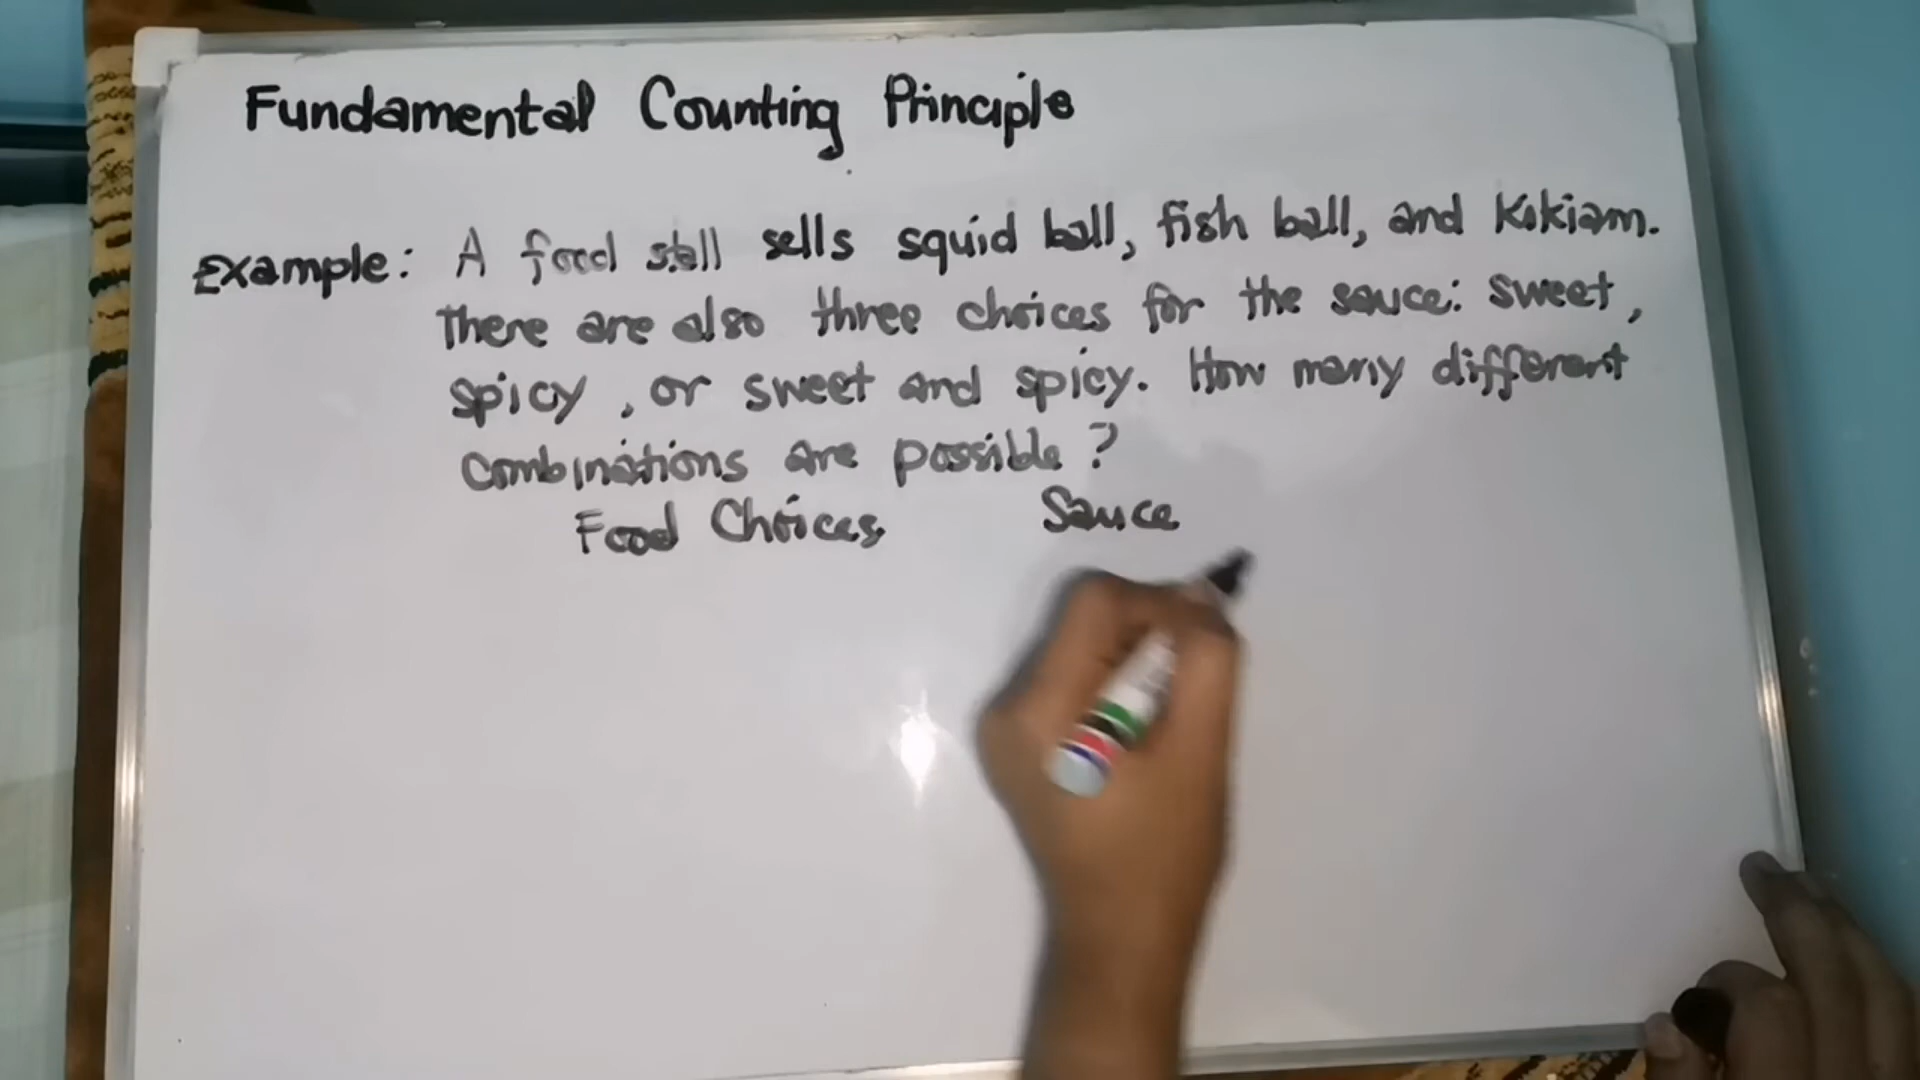 Fundamental Counting Principle
Example: A food stall sells squid ball, fish ball, and kikiam.
There are also three choices for the sauce: sweet,
spicy, or sweet and spicy. How many different
combinations are possible?
Food Choices Sauce